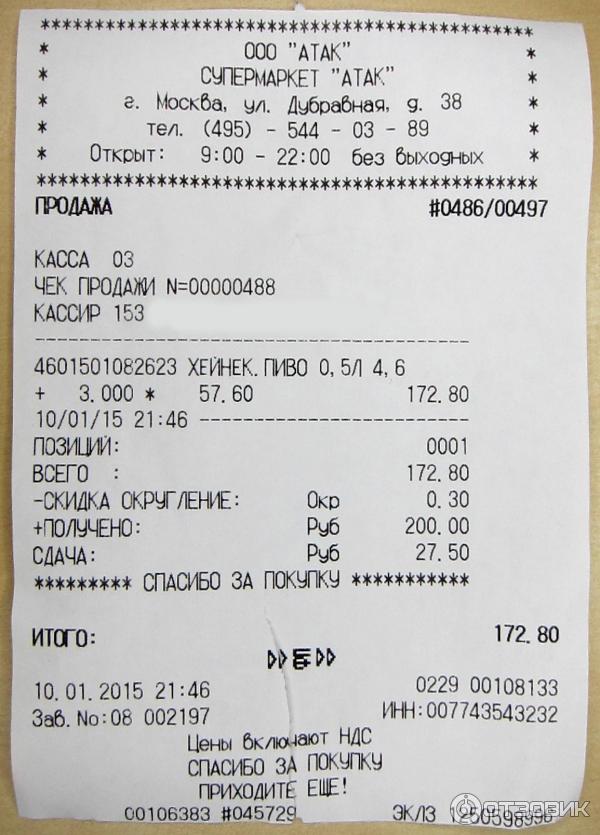 *********************************************
* ООО "АТАК" *
* СУПЕРМАРКЕТ "АТАК" *
* г. Москва, ул. Дубравная, д. 38 *
* тел. (495) - 544 - 03 - 89 *
* Открыт: 9:00 - 22:00 без выходных *
*********************************************
ПРОДАЖА #0486/00497
КАССА 03
ЧЕК ПРОДАЖИ N=00000488
КАССИР 153
----------------------------------------
4601501082623 ХЕЙНЕК.ПИВО 0,5Л 4,6
+ 3.000 * 57.60 172.80
10/01/15 21:46 -------------------------
ПОЗИЦИЙ: 0001
ВСЕГО : 172.80
-СКИДКА ОКРУГЛЕНИЕ: Окр 0.30
+ПОЛУЧЕНО: Руб 200.00
СДАЧА: Руб 27.50
********* СПАСИБО ЗА ПОКУПКУ ***********
ИТОГО: 172.80
10.01.2015 21:46 0229 00108133
Зав.No:08 002197 ИНН:007743543232
Цены включают НДС
СПАСИБО ЗА ПОКУПКУ
ПРИХОДИТЕ ЕЩЕ!
00106383 #045729 ЭКЛЗ
ОТЗОВИК